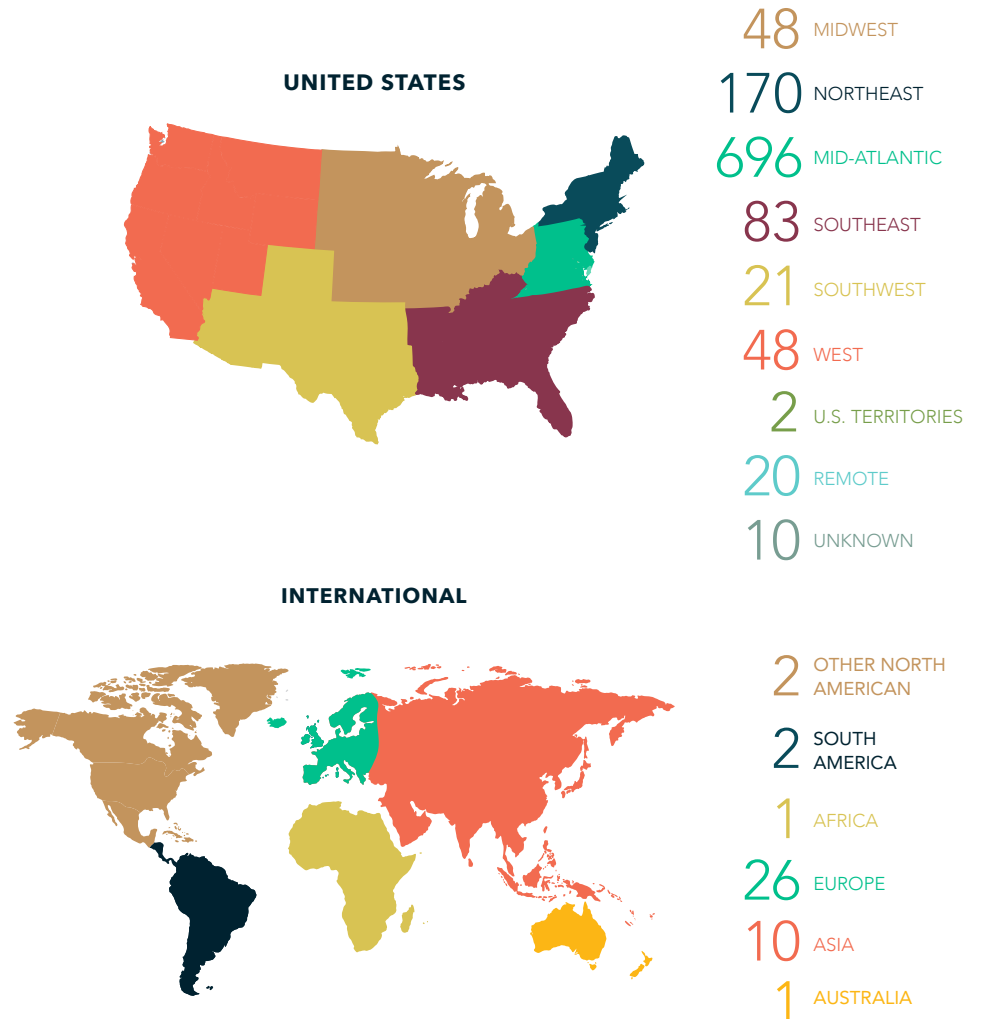 UNITED STATES
48 MIDWEST
170 NORTHEAST
696 MID-ATLANTIC
83 SOUTHEAST
21 SOUTHWEST
48 WEST
2 U.S. TERRITORIES
20 REMOTE
10 UNKNOWN
INTERNATIONAL
2 OTHER NORTH
AMERICAN
2 SOUTH
AMERICA
1 AFRICA
26 EUROPE
10 ASIA
1 AUSTRALIA